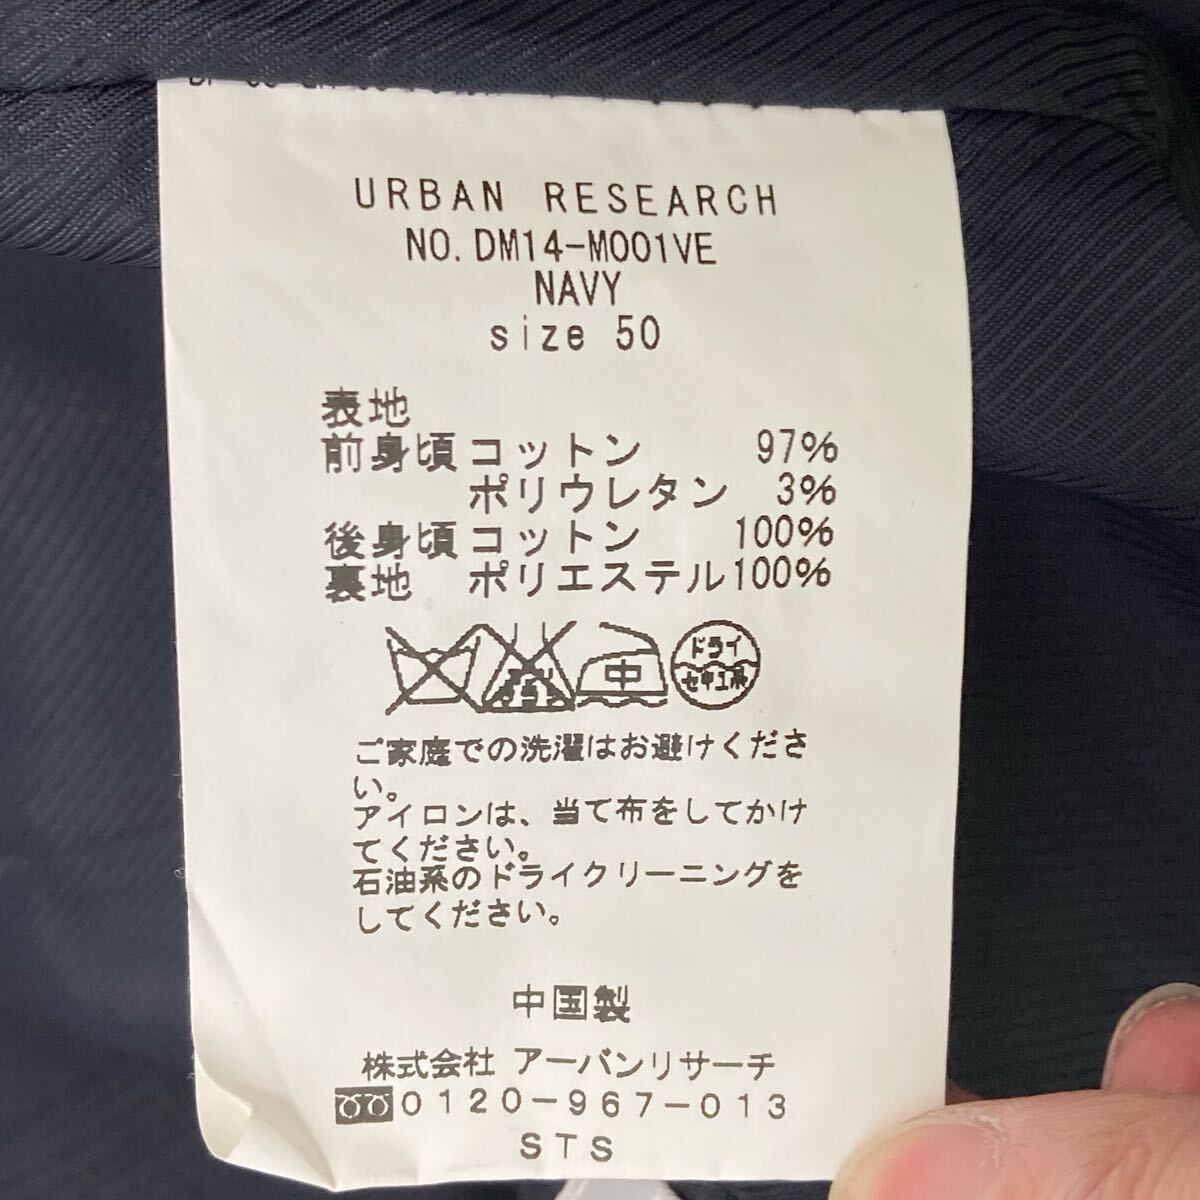 URBAN RESEARCH
NO. DM14-M001VE
NAVY
size 50
表地
前身頃 コットン 97%
ポリウレタン 3%
後身頃 コットン 100%
裏地 ポリエステル100%
中
ドライ
セキユ系
ご家庭での洗濯はお避けくださ
い。
アイロンは、当て布をしてかけ
てください。
石油系のドライクリーニングを
してください。
中国製
株式会社 アーバンリサーチ
0120-967-013
STS